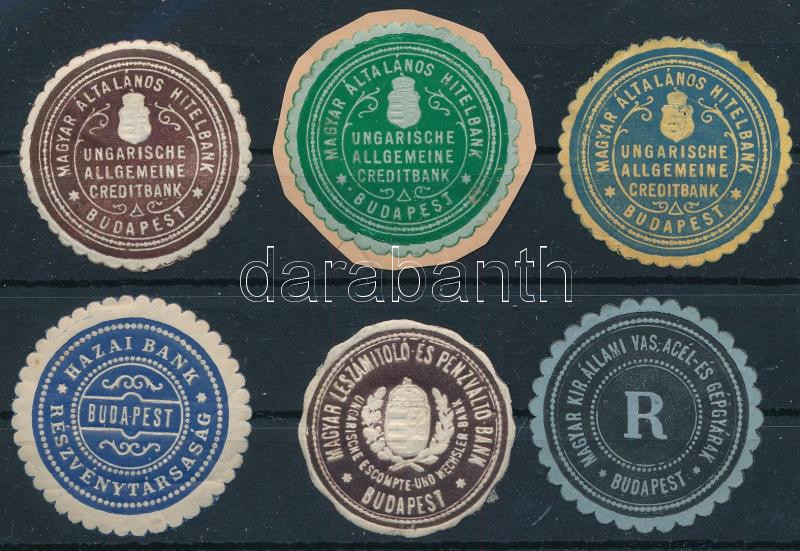 MAGYAR ÁLTALÁNOS HITELBANK
UNGARISCHE
ALLGEMEINE
CREDITBANK
* BUDAPEST *
MAGYAR ÁLTALÁNOS HITELBANK
UNGARISCHE
ALLGEMEINE
CREDITBANK
* BUDAPEST *
MAGYAR ÁLTALÁNOS HITELBANK
UNGARISCHE
ALLGEMEINE
CREDITBANK
* BUDAPEST *
darabanth
* HAZAI BANK *
BUDAPEST
RÉSZVÉNYTÁRSASÁG
MAGYAR LESZÁMITOLÓ-ÉS PÉNZVÁLTÓ BANK
UNGARISCHE ESCOMPTE-UND WECHSLER BANK
* BUDAPEST *
MAGYAR KIR. ÁLLAMI VAS-ACÉL-ÉS GÉPGYÁRAK
R
* BUDAPEST *